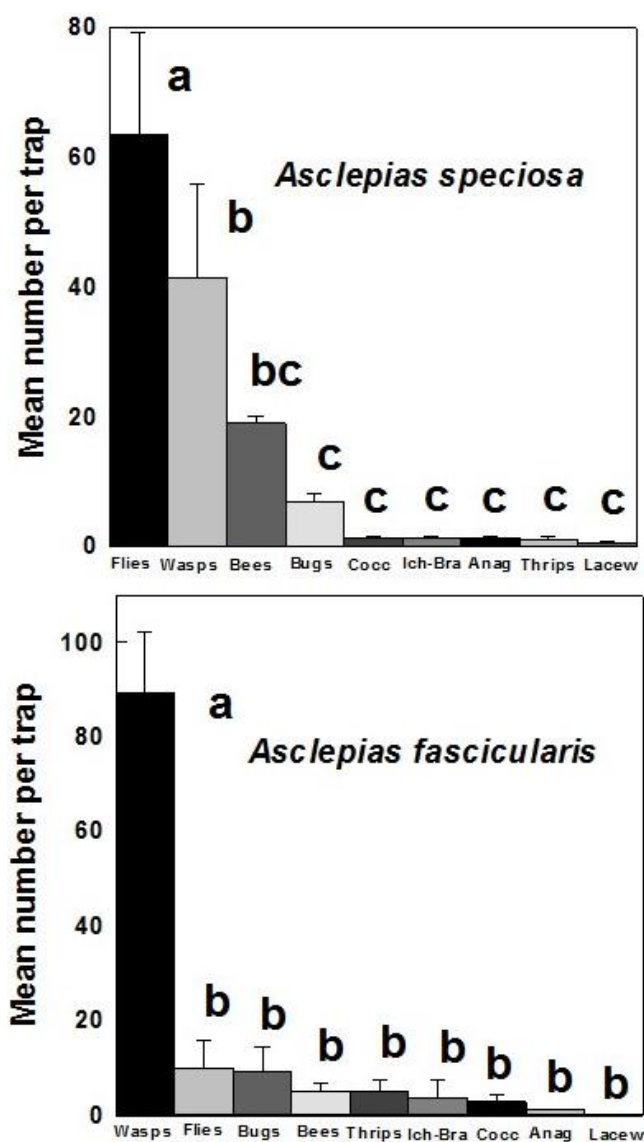 80
60
40
20
0
Mean number per trap
Asclepias speciosa
a
b
bc
c
c
c
c
c
c
Flies Wasps Bees Bugs Cocc Ich-Bra Anag Thrips Lacew
100
80
60
40
20
0
Mean number per trap
Asclepias fascicularis
a
b
b
b
b
b
b
b
b
Wasps Flies Bugs Bees Thrips Ich-Bra Cocc Anag Lacew